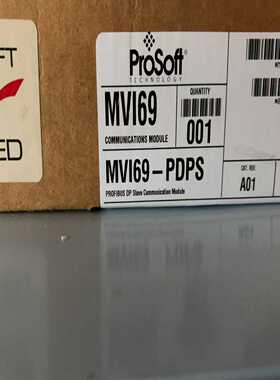 FT
ED
ProSoft
TECHNOLOGY
MVI69
COMMUNICATIONS MODULE
QUANTITY
001
MVI69-PDPS
PROFIBUS DP Slave Communication Module
CAT. REV.
A01